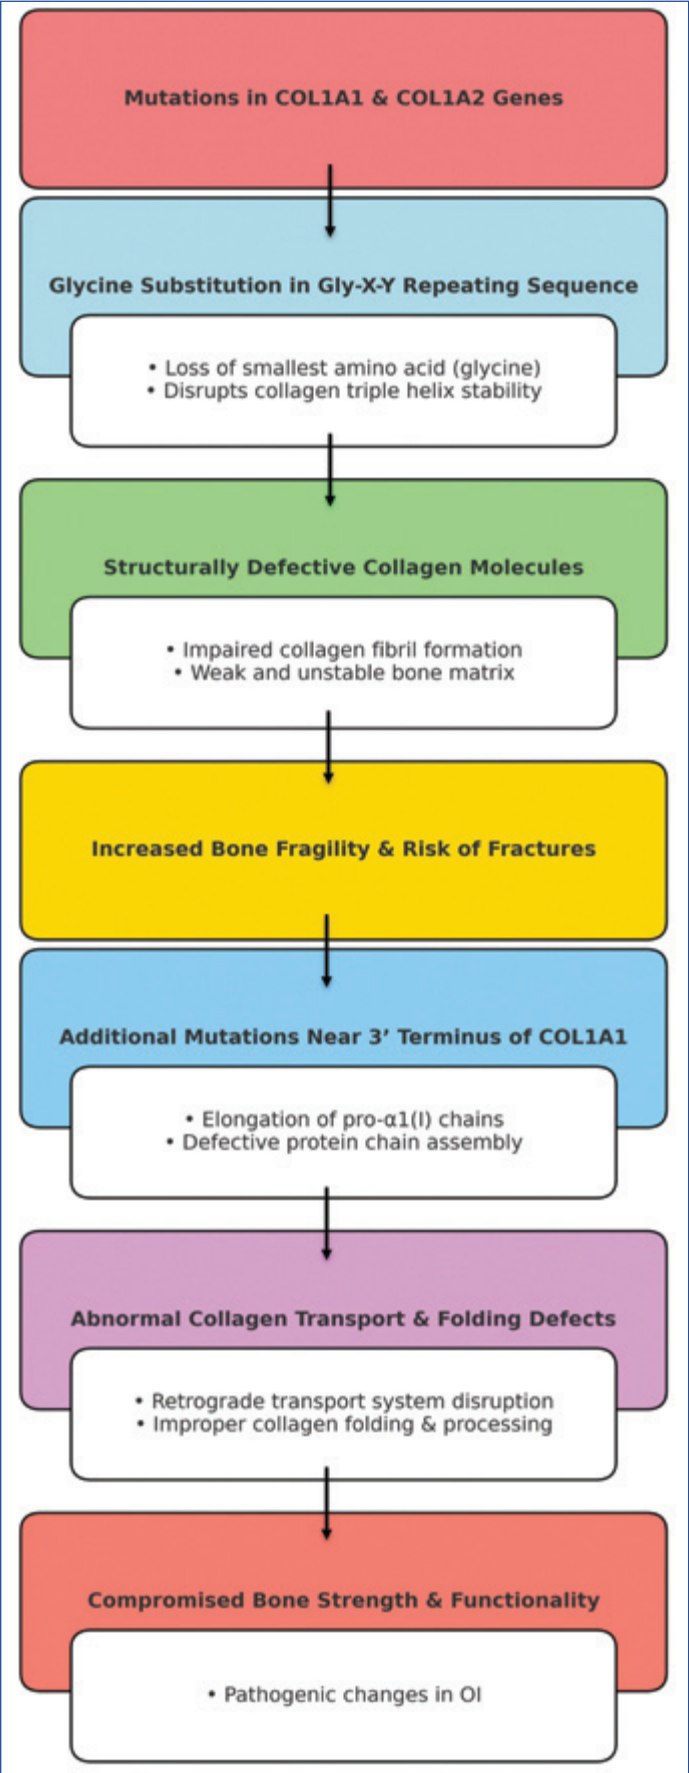 Mutations in COL1A1 & COL1A2 Genes
Glycine Substitution in Gly-X-Y Repeating Sequence
• Loss of smallest amino acid (glycine)
• Disrupts collagen triple helix stability
Structurally Defective Collagen Molecules
• Impaired collagen fibril formation
• Weak and unstable bone matrix
Increased Bone Fragility & Risk of Fractures
Additional Mutations Near 3’ Terminus of COL1A1
• Elongation of pro-α1(I) chains
• Defective protein chain assembly
Abnormal Collagen Transport & Folding Defects
• Retrograde transport system disruption
• Improper collagen folding & processing
Compromised Bone Strength & Functionality
• Pathogenic changes in OI